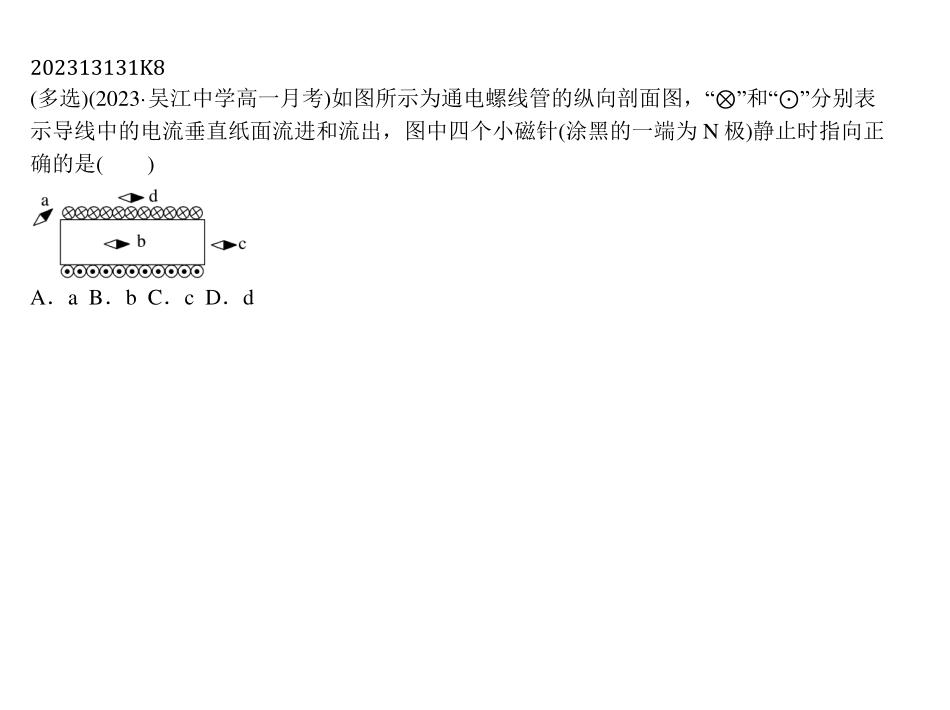 202313131K8
(多选)(2023·吴江中学高一月考)如图所示为通电螺线管的纵向剖面图，“⊗”和“⊙”分别表
示导线中的电流垂直纸面流进和流出，图中四个小磁针(涂黑的一端为 N 极)静止时指向正
确的是(　　)
a d
b c
A．a B．b C．c D．d